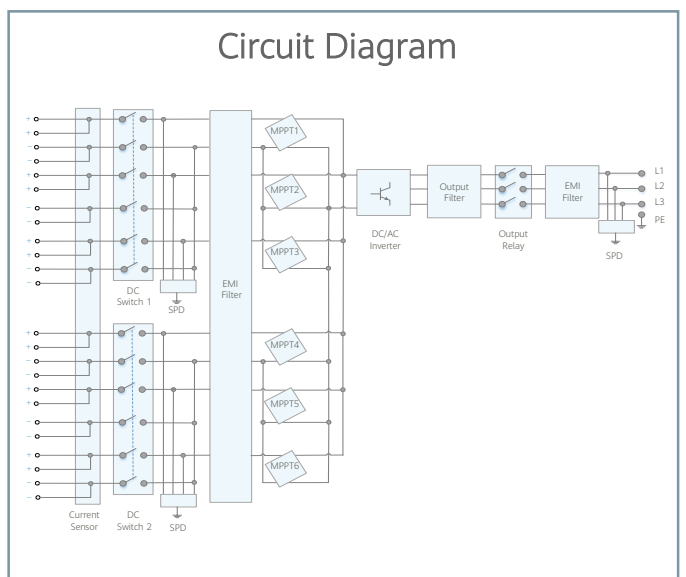 Circuit Diagram
+
+
−
−
+
+
−
−
+
+
−
−
MPPT1
MPPT2
MPPT3
EMI
Filter
DC
Switch 1
SPD
DC/AC
Inverter
Output
Filter
Output
Relay
EMI
Filter
L1
L2
L3
PE
SPD
+
+
−
−
+
+
−
−
+
+
−
−
MPPT4
MPPT5
MPPT6
Current
Sensor
DC
Switch 2
SPD